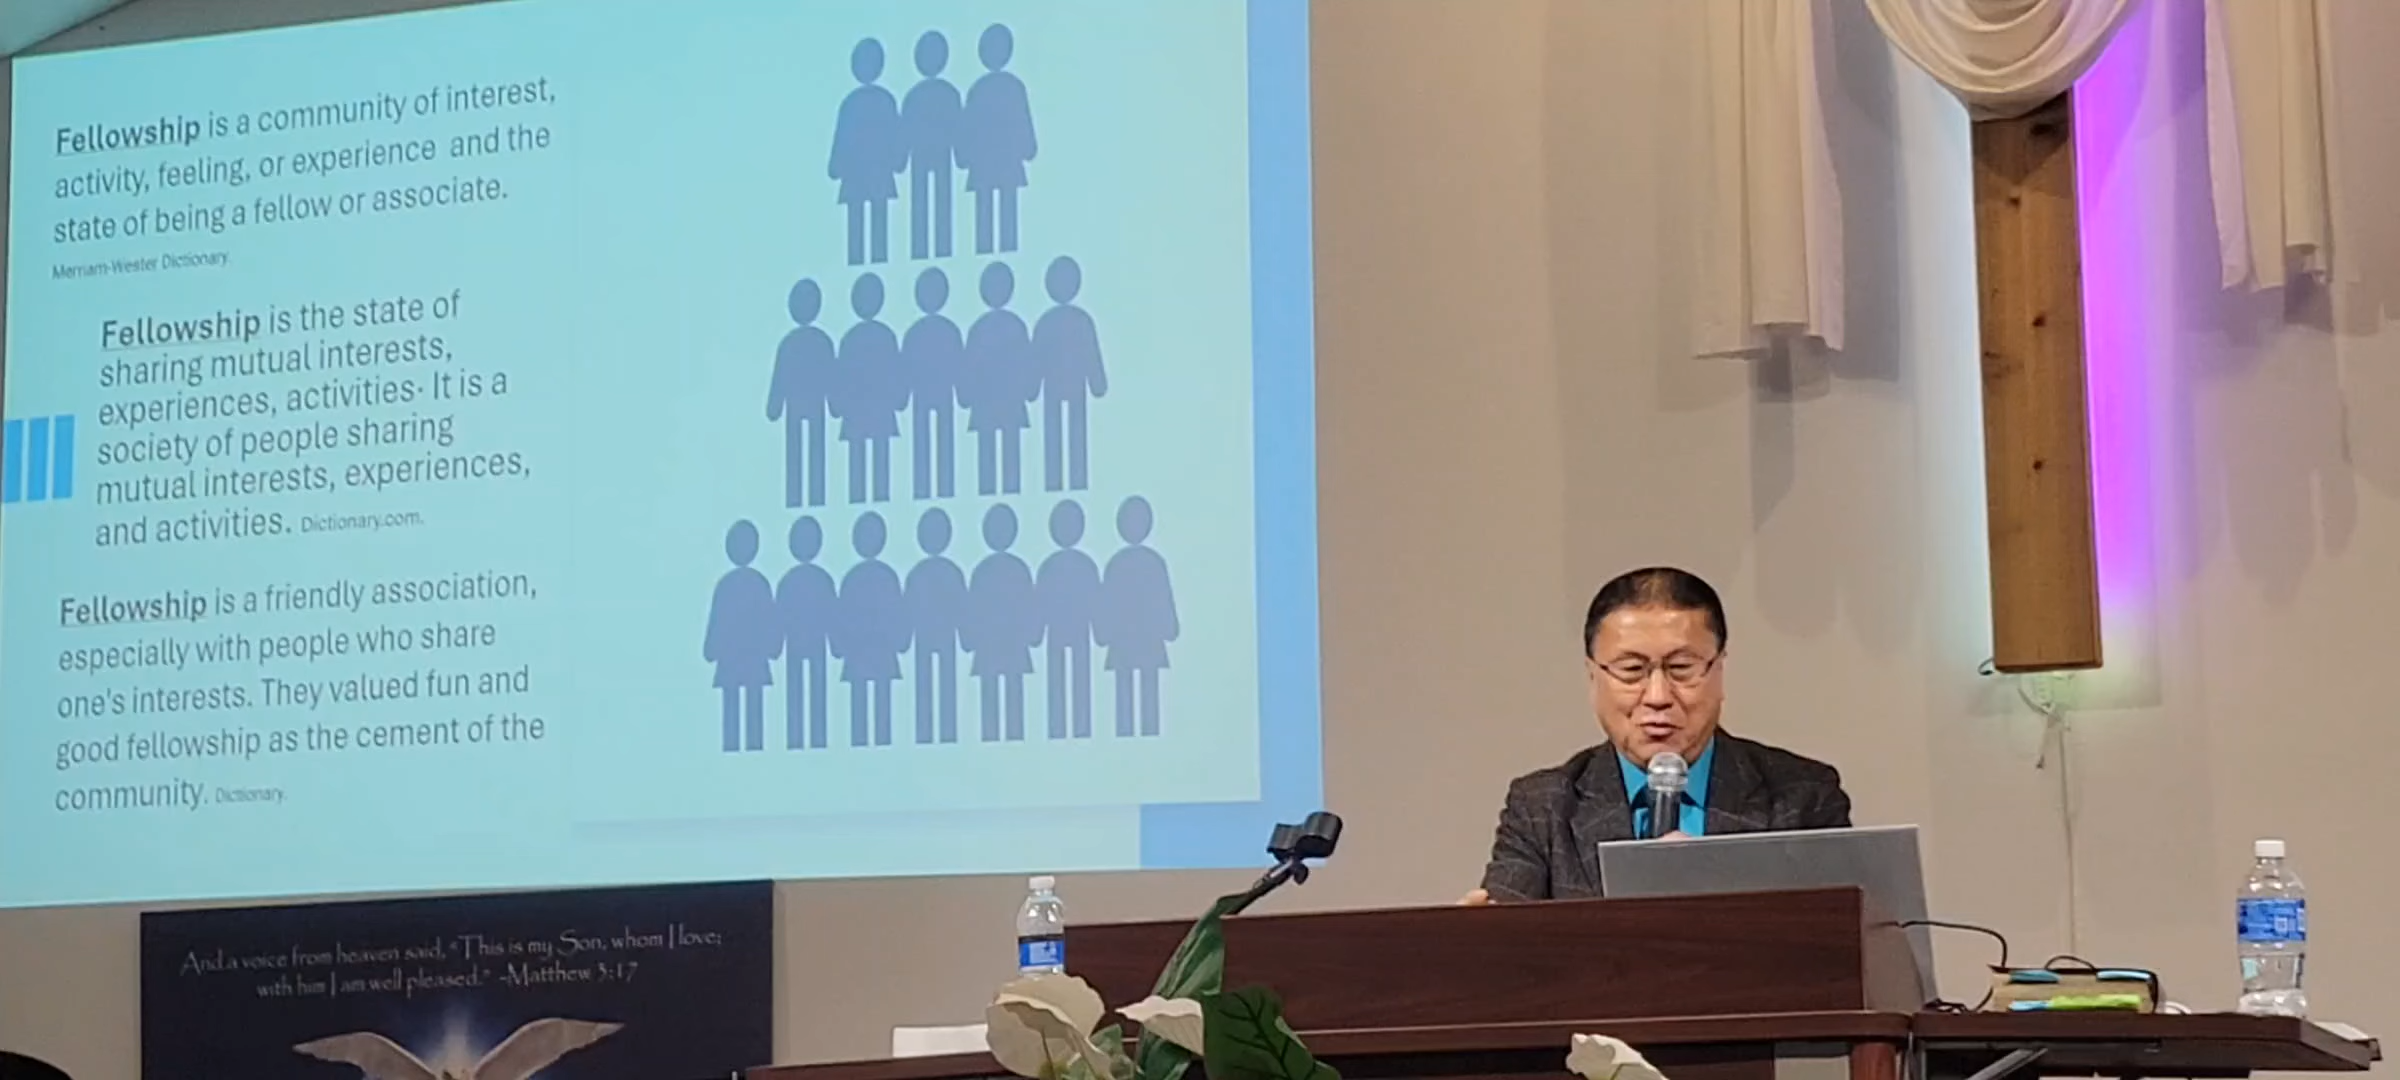 Fellowship is a community of interest,
activity, feeling, or experience and the
state of being a fellow or associate.
Merriam-Wester Dictionary.
Fellowship is the state of
sharing mutual interests,
experiences, activities· It is a
society of people sharing
mutual interests, experiences,
and activities. Dictionary.com.
Fellowship is a friendly association,
especially with people who share
one's interests. They valued fun and
good fellowship as the cement of the
community. Dictionary.
And a voice from heaven said, "This is my Son, whom I love;
with him I am well pleased." -Matthew 3:17